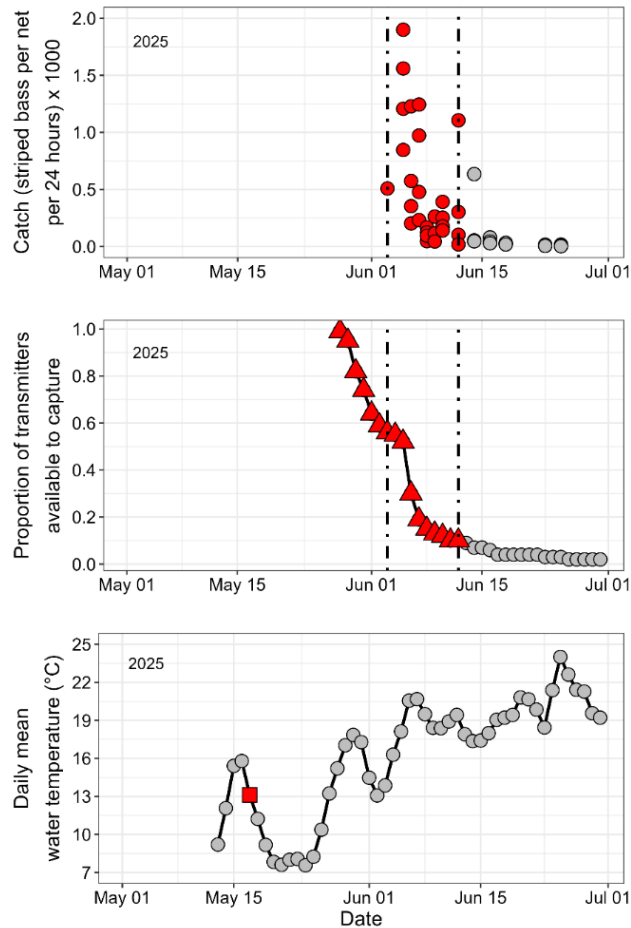 Catch (striped bass per net
per 24 hours) x 1000
2025
2.0
1.5
1.0
0.5
0.0
May 01 May 15 Jun 01 Jun 15 Jul 01
Proportion of transmitters
available to capture
2025
1.0
0.8
0.6
0.4
0.2
0.0
May 01 May 15 Jun 01 Jun 15 Jul 01
Daily mean
water temperature (°C)
2025
25
22
19
16
13
10
7
May 01 May 15 Jun 01 Jun 15 Jul 01
Date